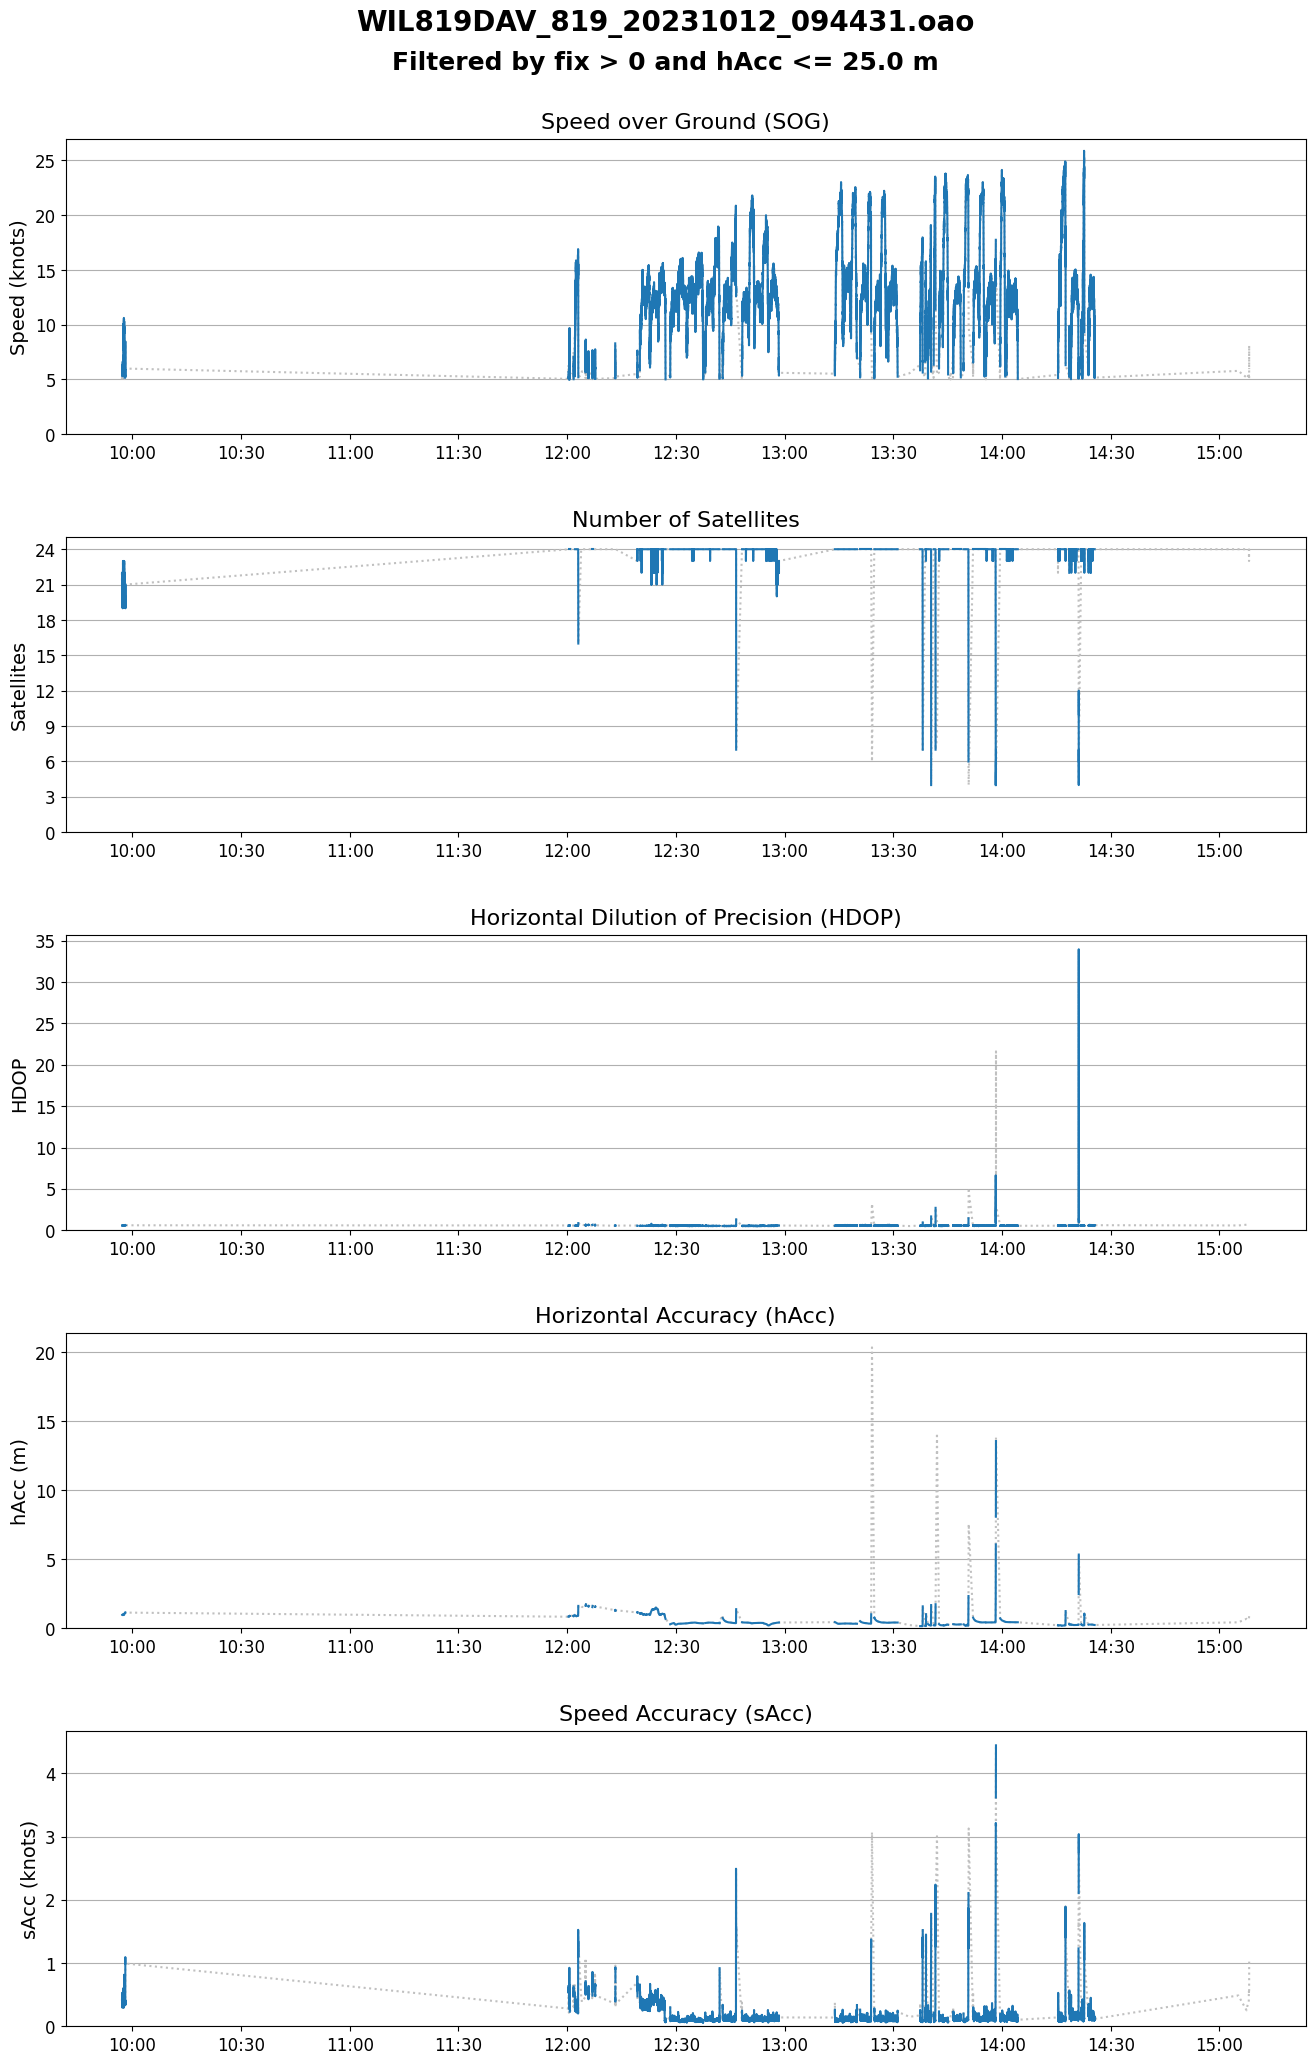 WIL819DAV_819_20231012_094431.oao
Filtered by fix > 0 and hAcc <= 25.0 m
Speed over Ground (SOG)
Speed (knots)
25
20
15
10
5
0
10:00 10:30 11:00 11:30 12:00 12:30 13:00 13:30 14:00 14:30 15:00
Number of Satellites
Satellites
24
21
18
15
12
9
6
3
0
10:00 10:30 11:00 11:30 12:00 12:30 13:00 13:30 14:00 14:30 15:00
Horizontal Dilution of Precision (HDOP)
HDOP
35
30
25
20
15
10
5
0
10:00 10:30 11:00 11:30 12:00 12:30 13:00 13:30 14:00 14:30 15:00
Horizontal Accuracy (hAcc)
hAcc (m)
20
15
10
5
0
10:00 10:30 11:00 11:30 12:00 12:30 13:00 13:30 14:00 14:30 15:00
Speed Accuracy (sAcc)
sAcc (knots)
4
3
2
1
0
10:00 10:30 11:00 11:30 12:00 12:30 13:00 13:30 14:00 14:30 15:00